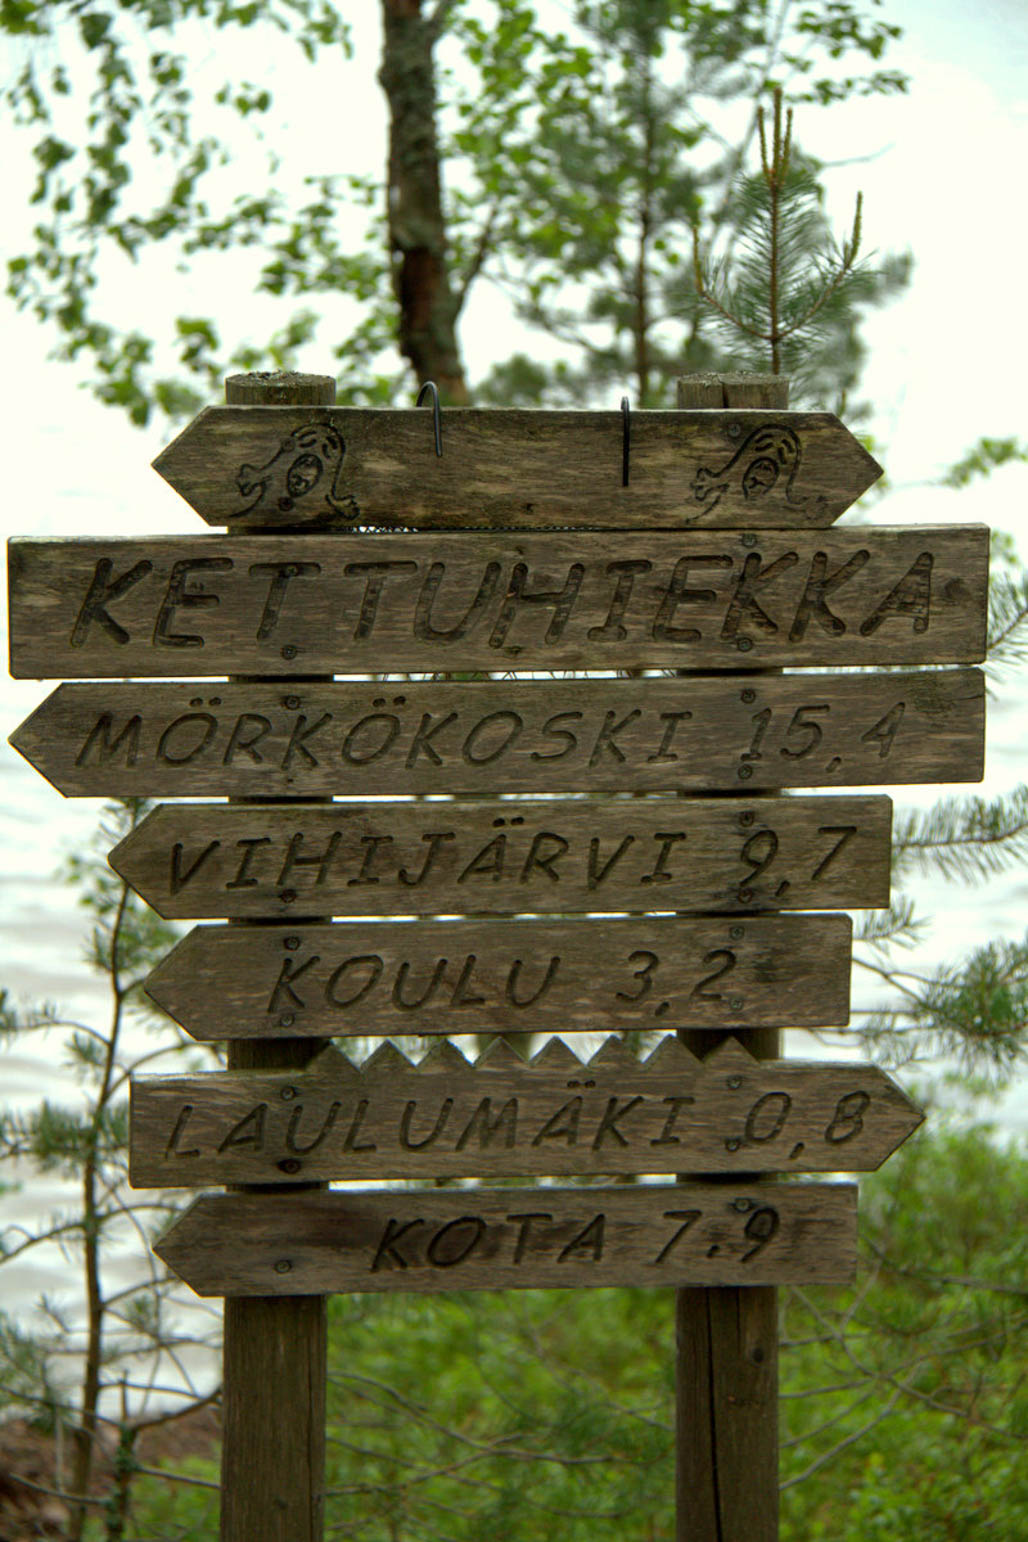 KETTUHIEKKA
MÖRKÖKOSKI 15,4
VIHIJÄRVI 9,7
KOULU 3,2
LAULUMÄKI 0,8
KOTA 7.9